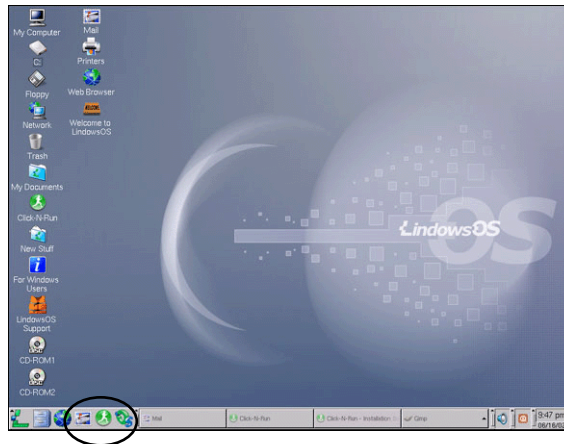 My Computer
Mail
C:
Printers
Floppy
Web Browser
Network
Welcome to
LindowsOS
Trash
My Documents
Click-N-Run
New Stuff
For Windows
Users
LindowsOS
Support
CD-ROM1
CD-ROM2
LindowsOS
OS
Mail
Click-N-Run
Click-N-Run - Installation
Gimp
9:47 pm